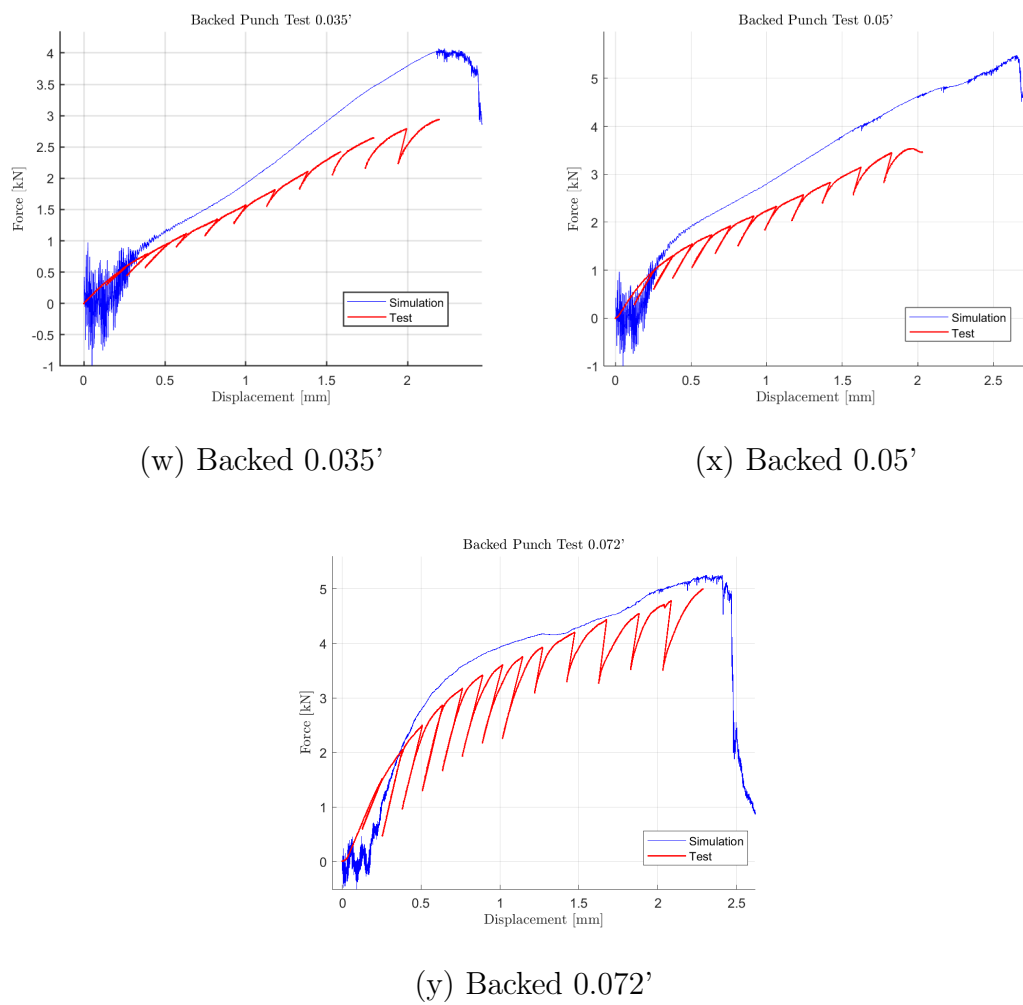 Backed Punch Test 0.035'
Force [kN]
4
3.5
3
2.5
2
1.5
1
0.5
0
-0.5
-1
0
0.5
1
1.5
2
Displacement [mm]
Simulation
Test
(w) Backed 0.035'
Backed Punch Test 0.05'
Force [kN]
5
4
3
2
1
0
-1
0
0.5
1
1.5
2
2.5
Displacement [mm]
Simulation
Test
(x) Backed 0.05'
Backed Punch Test 0.072'
Force [kN]
5
4
3
2
1
0
0
0.5
1
1.5
2
2.5
Displacement [mm]
Simulation
Test
(y) Backed 0.072'